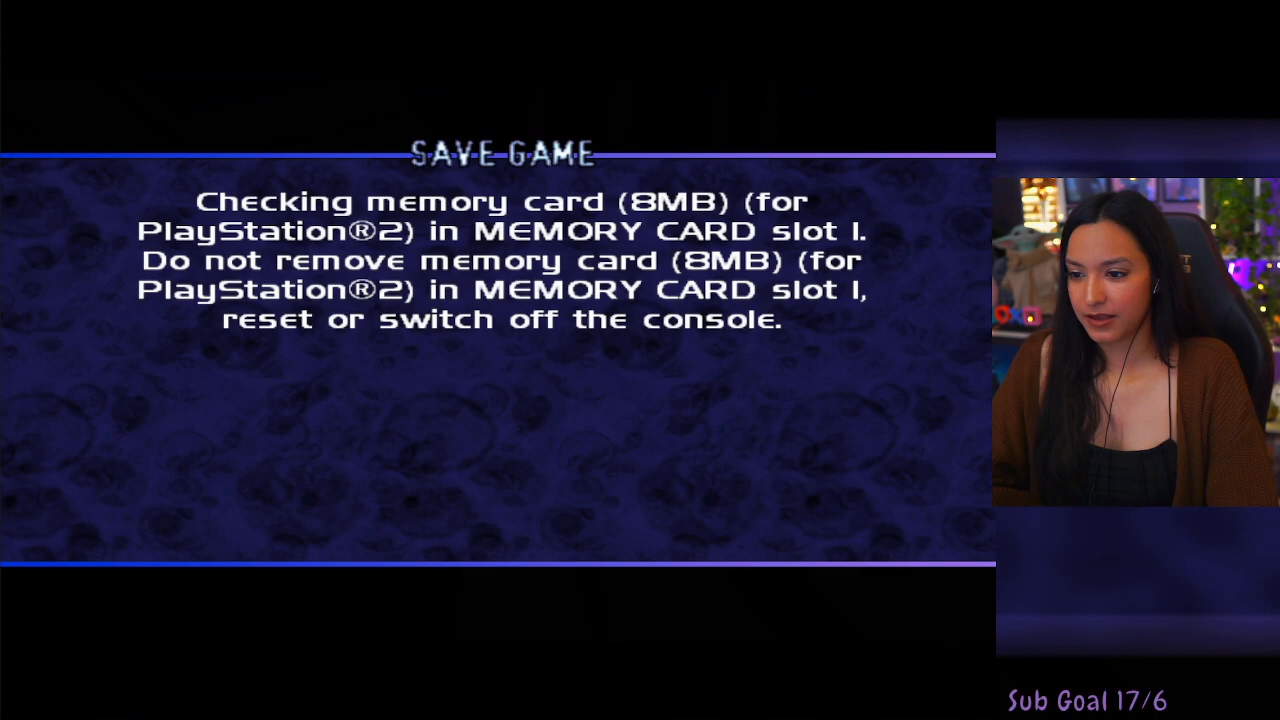 SAVE GAME
Checking memory card (8MB) (for
PlayStation®2) in MEMORY CARD slot 1.
Do not remove memory card (8MB) (for
PlayStation®2) in MEMORY CARD slot 1,
reset or switch off the console.
Sub Goal 17/6